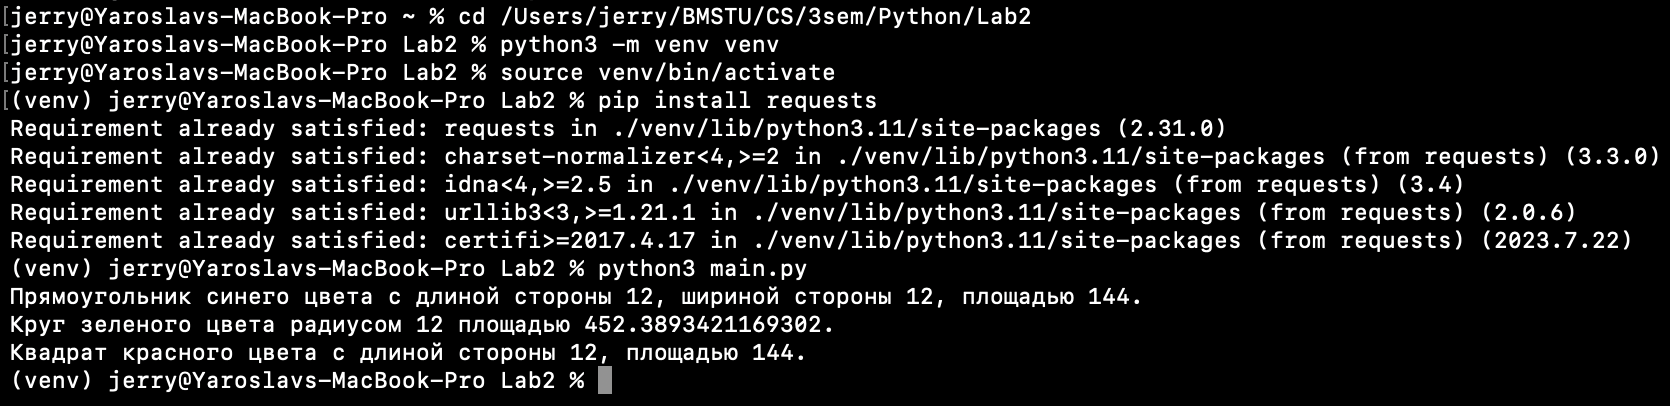 [jerry@Yaroslavs-MacBook-Pro ~ % cd /Users/jerry/BMSTU/CS/3sem/Python/Lab2
[jerry@Yaroslavs-MacBook-Pro Lab2 % python3 -m venv venv
[jerry@Yaroslavs-MacBook-Pro Lab2 % source venv/bin/activate
[(venv) jerry@Yaroslavs-MacBook-Pro Lab2 % pip install requests
Requirement already satisfied: requests in ./venv/lib/python3.11/site-packages (2.31.0)
Requirement already satisfied: charset-normalizer<4,>=2 in ./venv/lib/python3.11/site-packages (from requests) (3.3.0)
Requirement already satisfied: idna<4,>=2.5 in ./venv/lib/python3.11/site-packages (from requests) (3.4)
Requirement already satisfied: urllib3<3,>=1.21.1 in ./venv/lib/python3.11/site-packages (from requests) (2.0.6)
Requirement already satisfied: certifi>=2017.4.17 in ./venv/lib/python3.11/site-packages (from requests) (2023.7.22)
(venv) jerry@Yaroslavs-MacBook-Pro Lab2 % python3 main.py
Прямоугольник синего цвета с длиной стороны 12, шириной стороны 12, площадью 144.
Круг зеленого цвета радиусом 12 площадью 452.3893421169302.
Квадрат красного цвета с длиной стороны 12, площадью 144.
(venv) jerry@Yaroslavs-MacBook-Pro Lab2 %